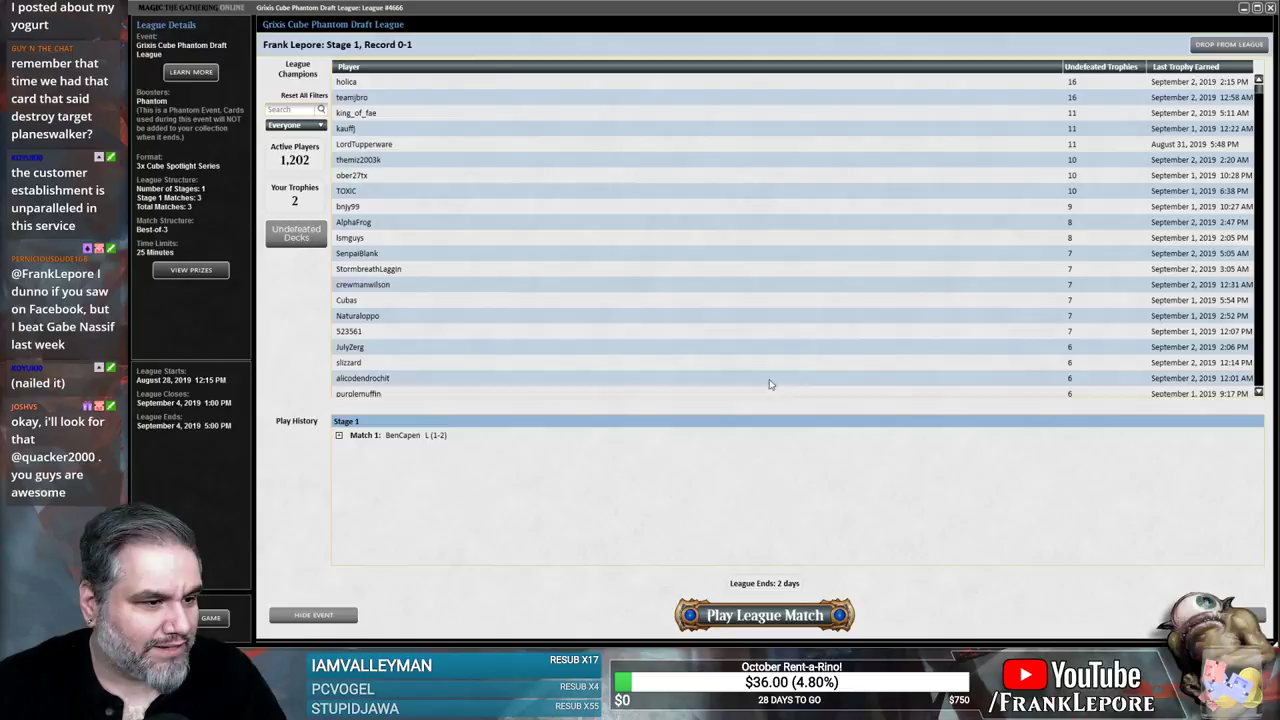 I posted about my
yogurt
GUY N THE CHAT
remember that
time we had that
card that said
destroy target
planeswalker?
the customer
establishment is
unparalleled in
this service
PERNICIOUSDUDE1GB
@FrankLepore I
dunno if you saw
on Facebook, but
I beat Gabe Nassif
last week
(nailed it)
JOSHVS
okay, i'll look for
that
@quacker2000 .
you guys are
awesome
MAGIC THE GATHERING ONLINE
Grixis Cube Phantom Draft League: League #4666
League Details
Event:
Grixis Cube Phantom Draft
League
LEARN MORE
Boosters:
Phantom
(This is a Phantom Event. Cards
used during this event will NOT
be added to your collection
when it ends.)
Format:
3x Cube Spotlight Series
League Structure:
Number of Stages: 1
Stage 1 Matches: 3
Total Matches: 3
Match Structure:
Best-of-3
Time Limits:
25 Minutes
VIEW PRIZES
League Starts:
August 28, 2019 12:15 PM
League Closes:
September 4, 2019 1:00 PM
League Ends:
September 4, 2019 5:00 PM
GAME
Grixis Cube Phantom Draft League
Frank Lepore: Stage 1, Record 0-1
DROP FROM LEAGUE
League
Champions
Reset All Filters
Search
Everyone
Active Players
1,202
Your Trophies
2
Undefeated
Decks
Player Undefeated Trophies Last Trophy Earned
holica 16 September 2, 2019 2:15 PM
teamjbro 16 September 2, 2019 12:58 AM
king_of_fae 11 September 2, 2019 5:11 AM
kauffj 11 September 2, 2019 12:22 AM
LordTupperware 11 August 31, 2019 5:48 PM
themiz2003k 10 September 2, 2019 2:20 AM
ober27tx 10 September 1, 2019 10:28 PM
TOXIC 10 September 1, 2019 6:38 PM
bnjy99 9 September 1, 2019 10:27 AM
AlphaFrog 8 September 2, 2019 2:47 PM
lsmguys 8 September 1, 2019 2:05 PM
SenpaiBlank 7 September 2, 2019 5:05 AM
StormbreathLaggin 7 September 2, 2019 3:05 AM
crewmanwilson 7 September 2, 2019 12:31 AM
Cubas 7 September 1, 2019 5:54 PM
Naturaloppo 7 September 1, 2019 2:52 PM
523561 7 September 1, 2019 12:07 PM
JulyZerg 6 September 2, 2019 2:06 PM
slizzard 6 September 2, 2019 12:14 PM
alicodendrochit 6 September 2, 2019 12:01 AM
purplemuffin 6 September 1, 2019 9:17 PM
Play History
Stage 1
Match 1: BenCapen L (1-2)
League Ends: 2 days
HIDE EVENT
Play League Match
IAMVALLEYMAN RESUB X17
PCVOGEL RESUB X4
STUPIDJAWA RESUB X55
October Rent-a-Rino!
$36.00 (4.80%)
$0 28 DAYS TO GO $750
YouTube
/FRANKLEPORE